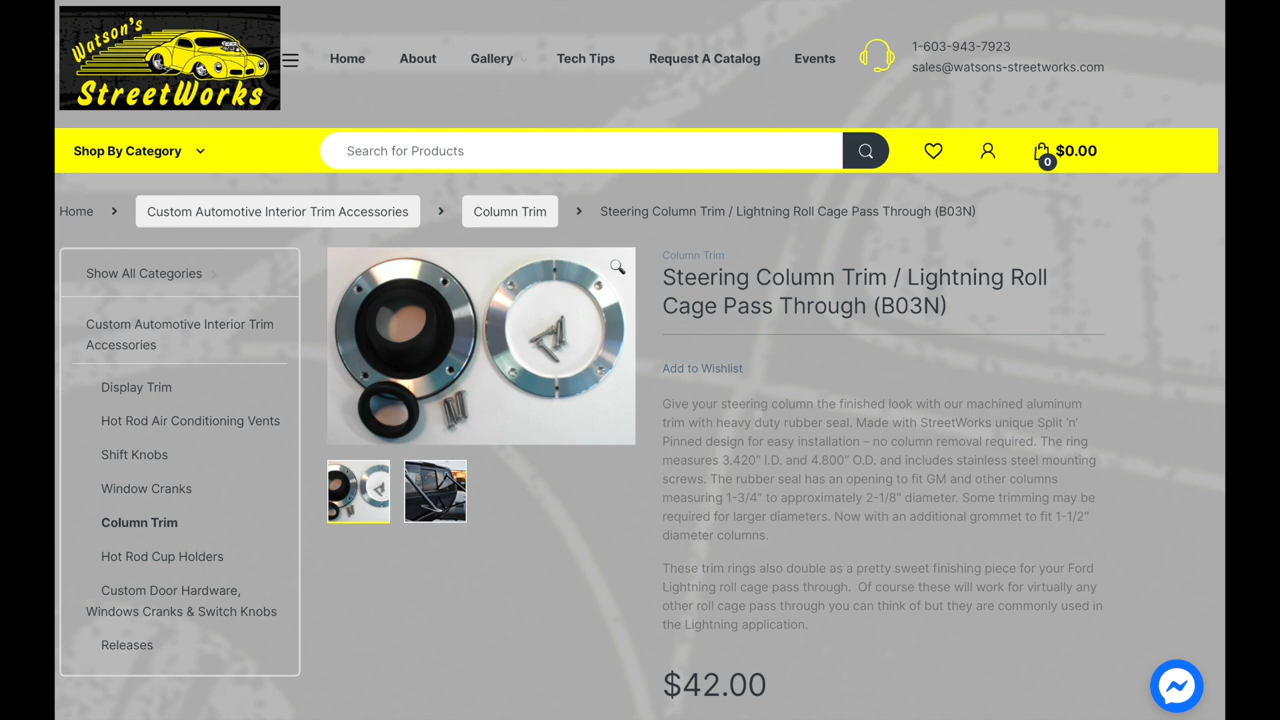 Watson's
StreetWorks
Home
About
Gallery
Tech Tips
Request A Catalog
Events
1-603-943-7923
sales@watsons-streetworks.com
Shop By Category
Search for Products
0
$0.00
Home
Custom Automotive Interior Trim Accessories
Column Trim
Steering Column Trim / Lightning Roll Cage Pass Through (B03N)
Show All Categories
Custom Automotive Interior Trim
Accessories
Display Trim
Hot Rod Air Conditioning Vents
Shift Knobs
Window Cranks
Column Trim
Hot Rod Cup Holders
Custom Door Hardware,
Windows Cranks & Switch Knobs
Releases
Column Trim
Steering Column Trim / Lightning Roll
Cage Pass Through (B03N)
Add to Wishlist
Give your steering column the finished look with our machined aluminum
trim with heavy duty rubber seal. Made with StreetWorks unique Split ‘n’
Pinned design for easy installation – no column removal required. The ring
measures 3.420″ I.D. and 4.800″ O.D. and includes stainless steel mounting
screws. The rubber seal has an opening to fit GM and other columns
measuring 1-3/4″ to approximately 2-1/8″ diameter. Some trimming may be
required for larger diameters. Now with an additional grommet to fit 1-1/2″
diameter columns.
These trim rings also double as a pretty sweet finishing piece for your Ford
Lightning roll cage pass through.  Of course these will work for virtually any
other roll cage pass through you can think of but they are commonly used in
the Lightning application.
$42.00